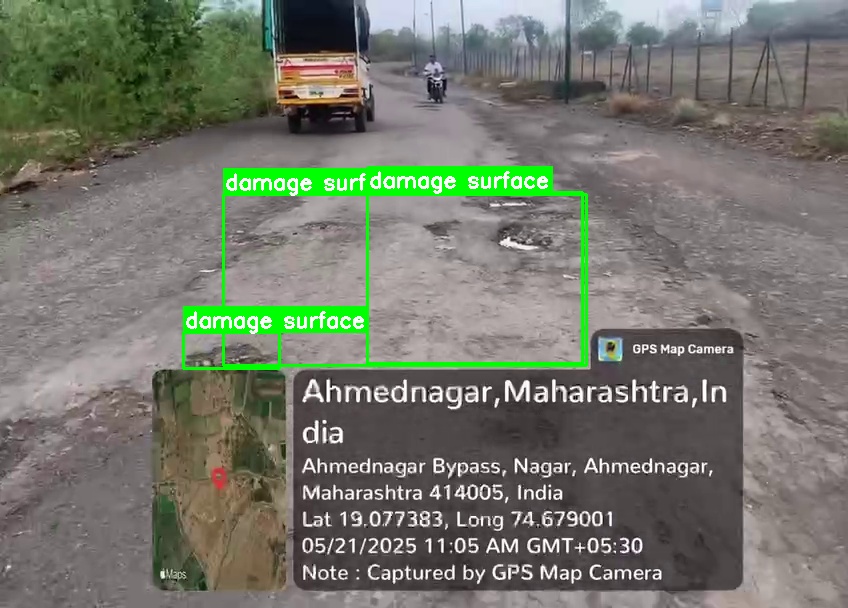 damage surf
damage surface
damage surface
GPS Map Camera
Ahmednagar,Maharashtra,In
dia
Ahmednagar Bypass, Nagar, Ahmednagar,
Maharashtra 414005, India
Lat 19.077383, Long 74.679001
05/21/2025 11:05 AM GMT+05:30
Note : Captured by GPS Map Camera
Maps